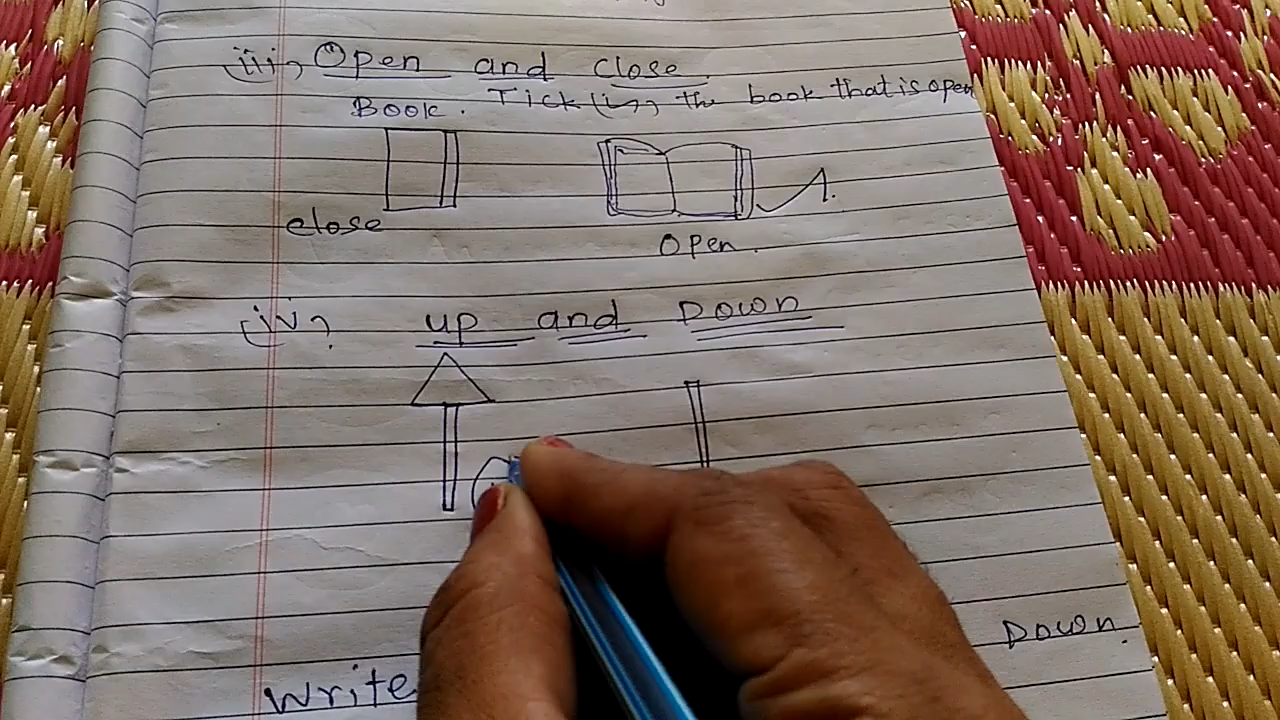 iii, Open and close
Book. Tick (✓) the book that is open
close
open.
iv, up and Down
Down.
Write